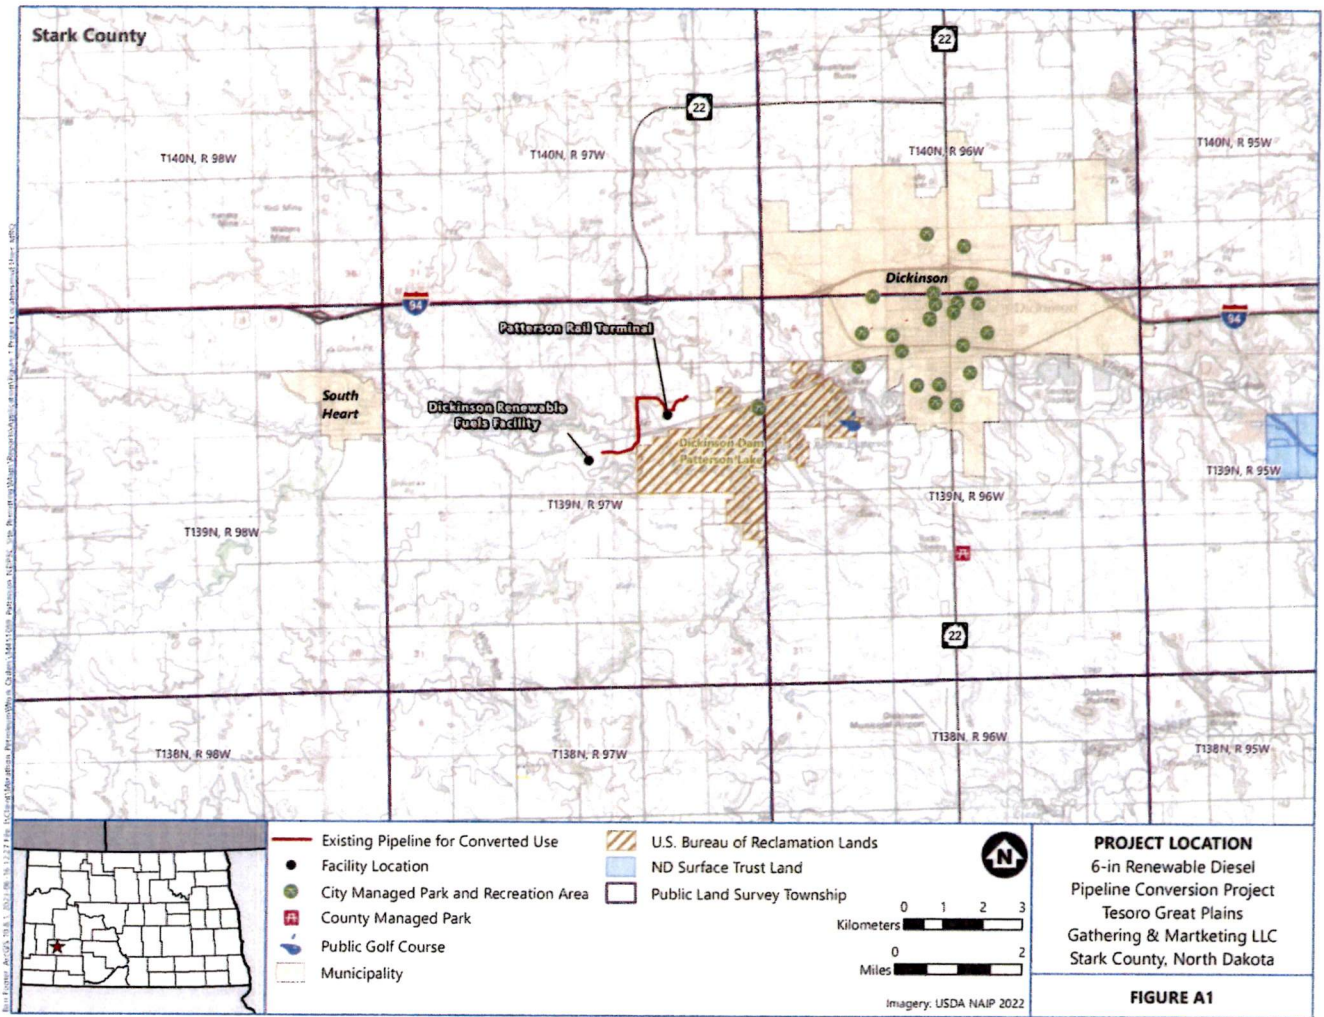 Stark County
22
22
T140N, R 98W
T140N, R 97W
T140N, R 96W
T140N, R 95W
Dickinson
94
94
Patterson Rail Terminal
South
Heart
Dickinson Renewable
Fuels Facility
Dickinson Dam
Patterson Lake
T139N, R 95W
T139N, R 97W
T139N, R 96W
T139N, R 98W
22
T138N, R 98W
T138N, R 97W
T138N, R 96W
T138N, R 95W
Existing Pipeline for Converted Use
Facility Location
City Managed Park and Recreation Area
County Managed Park
Public Golf Course
Municipality
U.S. Bureau of Reclamation Lands
ND Surface Trust Land
Public Land Survey Township
N
0 1 2 3
Kilometers
0 2
Miles
Imagery: USDA NAIP 2022
PROJECT LOCATION
6-in Renewable Diesel
Pipeline Conversion Project
Tesoro Great Plains
Gathering & Martketing LLC
Stark County, North Dakota
FIGURE A1